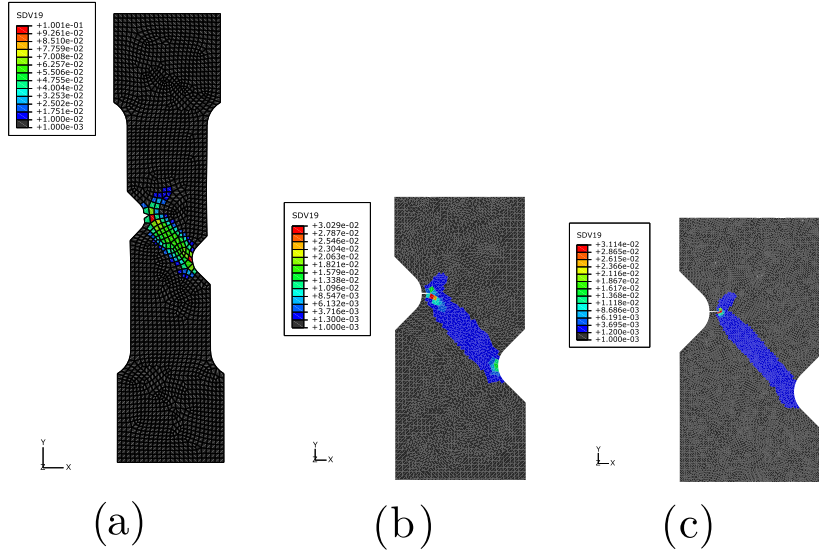 SDV19
+1.001e-01
+9.261e-02
+8.510e-02
+7.759e-02
+7.008e-02
+6.257e-02
+5.506e-02
+4.755e-02
+4.004e-02
+3.253e-02
+2.502e-02
+1.751e-02
+1.000e-02
+1.000e-03
Y
Z X
(a)
SDV19
+3.029e-02
+2.787e-02
+2.546e-02
+2.304e-02
+2.063e-02
+1.821e-02
+1.579e-02
+1.338e-02
+1.096e-02
+8.547e-03
+6.132e-03
+3.716e-03
+1.300e-03
+1.000e-03
Y
Z X
(b)
SDV19
+3.114e-02
+2.865e-02
+2.615e-02
+2.366e-02
+2.116e-02
+1.867e-02
+1.617e-02
+1.368e-02
+1.118e-02
+8.686e-03
+6.191e-03
+3.695e-03
+1.200e-03
+1.000e-03
Y
Z X
(c)